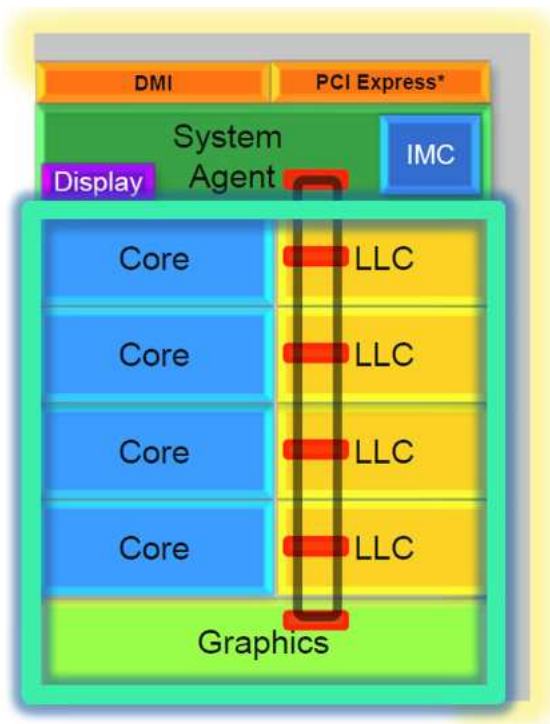 DMI
PCI Express*
System
Agent
IMC
Display
Core
LLC
Core
LLC
Core
LLC
Core
LLC
Graphics